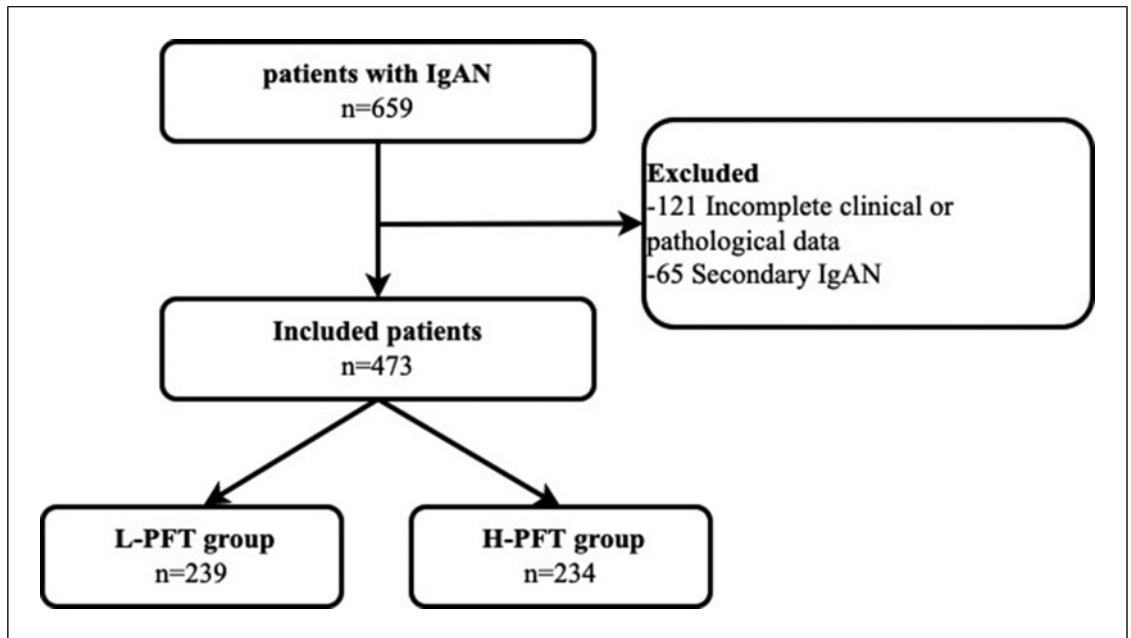 patients with IgAN
n=659
Excluded
-121 Incomplete clinical or
pathological data
-65 Secondary IgAN
Included patients
n=473
L-PFT group
n=239
H-PFT group
n=234